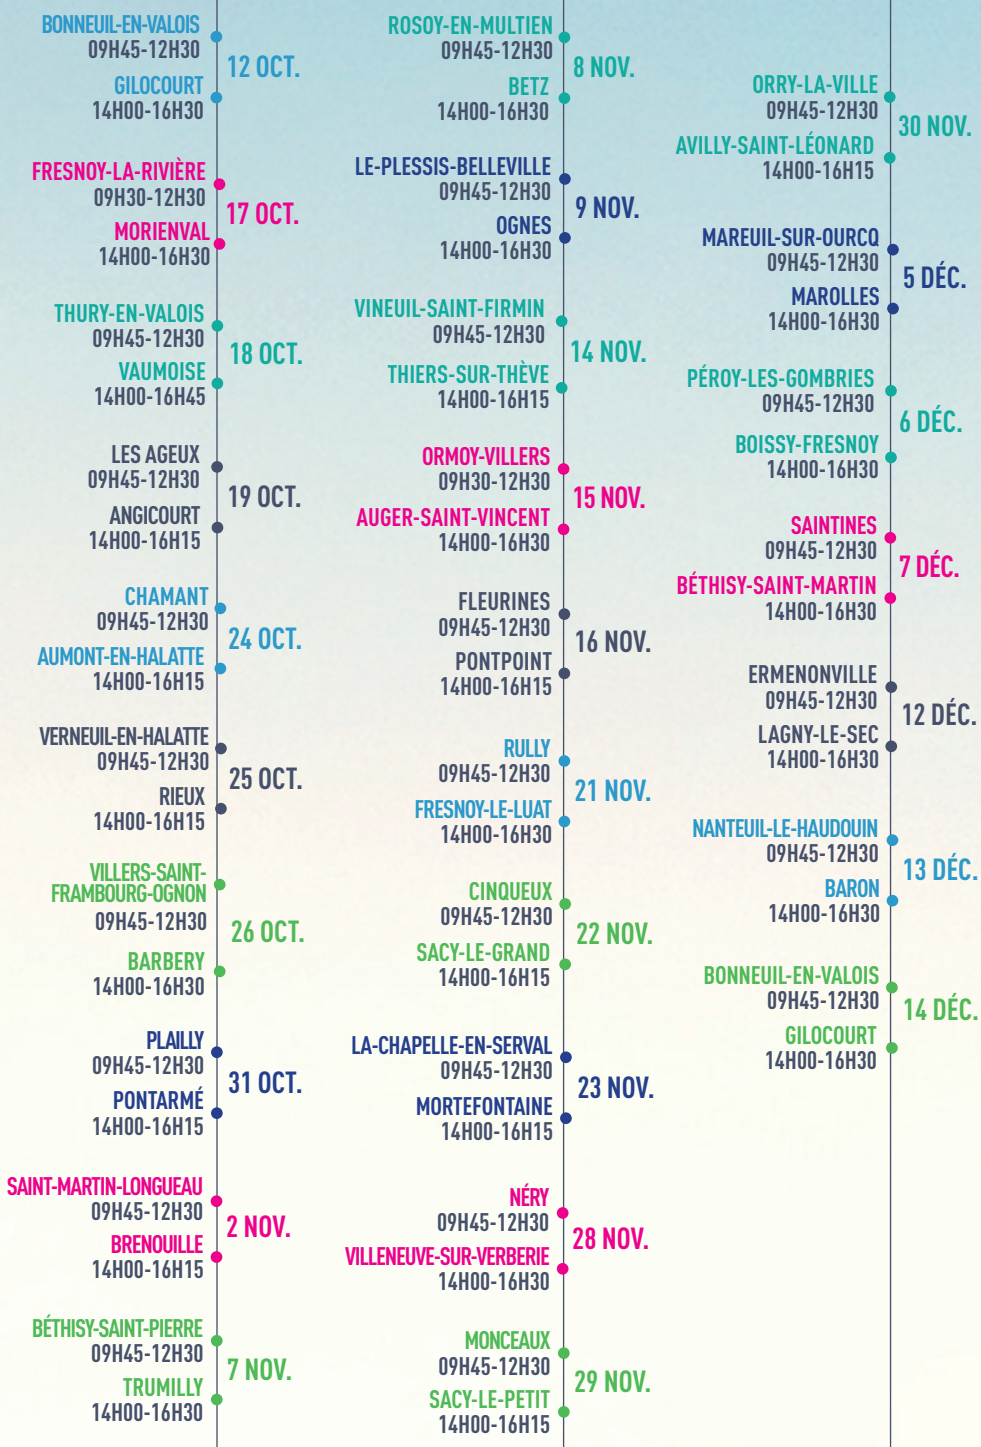 BONNEUIL-EN-VALOIS
09H45-12H30
12 OCT.
GILOCOURT
14H00-16H30
FRESNOY-LA-RIVIÈRE
09H30-12H30
17 OCT.
MORIENVAL
14H00-16H30
THURY-EN-VALOIS
09H45-12H30
18 OCT.
VAUMOISE
14H00-16H45
LES AGEUX
09H45-12H30
19 OCT.
ANGICOURT
14H00-16H15
CHAMANT
09H45-12H30
24 OCT.
AUMONT-EN-HALATTE
14H00-16H15
VERNEUIL-EN-HALATTE
09H45-12H30
25 OCT.
RIEUX
14H00-16H15
VILLERS-SAINT-
FRAMBOURG-OGNON
09H45-12H30
26 OCT.
BARBERY
14H00-16H30
PLAILLY
09H45-12H30
31 OCT.
PONTARMÉ
14H00-16H15
SAINT-MARTIN-LONGUEAU
09H45-12H30
2 NOV.
BRENOUILLE
14H00-16H15
BÉTHISY-SAINT-PIERRE
09H45-12H30
7 NOV.
TRUMILLY
14H00-16H30
ROSOY-EN-MULTIEN
09H45-12H30
8 NOV.
BETZ
14H00-16H30
LE-PLESSIS-BELLEVILLE
09H45-12H30
9 NOV.
OGNES
14H00-16H30
VINEUIL-SAINT-FIRMIN
09H45-12H30
14 NOV.
THIERS-SUR-THÈVE
14H00-16H15
ORMOY-VILLERS
09H30-12H30
15 NOV.
AUGER-SAINT-VINCENT
14H00-16H30
FLEURINES
09H45-12H30
16 NOV.
PONTPOINT
14H00-16H15
RULLY
09H45-12H30
21 NOV.
FRESNOY-LE-LUAT
14H00-16H30
CINQUEUX
09H45-12H30
22 NOV.
SACY-LE-GRAND
14H00-16H15
LA-CHAPELLE-EN-SERVAL
09H45-12H30
23 NOV.
MORTEFONTAINE
14H00-16H15
NÉRY
09H45-12H30
28 NOV.
VILLENEUVE-SUR-VERBERIE
14H00-16H30
MONCEAUX
09H45-12H30
29 NOV.
SACY-LE-PETIT
14H00-16H15
ORRY-LA-VILLE
09H45-12H30
30 NOV.
AVILLY-SAINT-LÉONARD
14H00-16H15
MAREUIL-SUR-OURCQ
09H45-12H30
5 DÉC.
MAROLLES
14H00-16H30
PÉROY-LES-GOMBRIES
09H45-12H30
6 DÉC.
BOISSY-FRESNOY
14H00-16H30
SAINTINES
09H45-12H30
7 DÉC.
BÉTHISY-SAINT-MARTIN
14H00-16H30
ERMENONVILLE
09H45-12H30
12 DÉC.
LAGNY-LE-SEC
14H00-16H30
NANTEUIL-LE-HAUDOUIN
09H45-12H30
13 DÉC.
BARON
14H00-16H30
BONNEUIL-EN-VALOIS
09H45-12H30
14 DÉC.
GILOCOURT
14H00-16H30